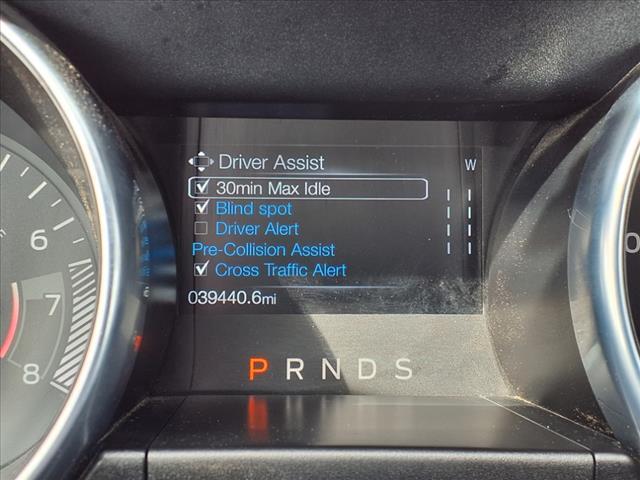 Driver Assist
W
30min Max Idle
Blind spot
Driver Alert
Pre-Collision Assist
Cross Traffic Alert
039440.6mi
P R N D S
6
7
8
0